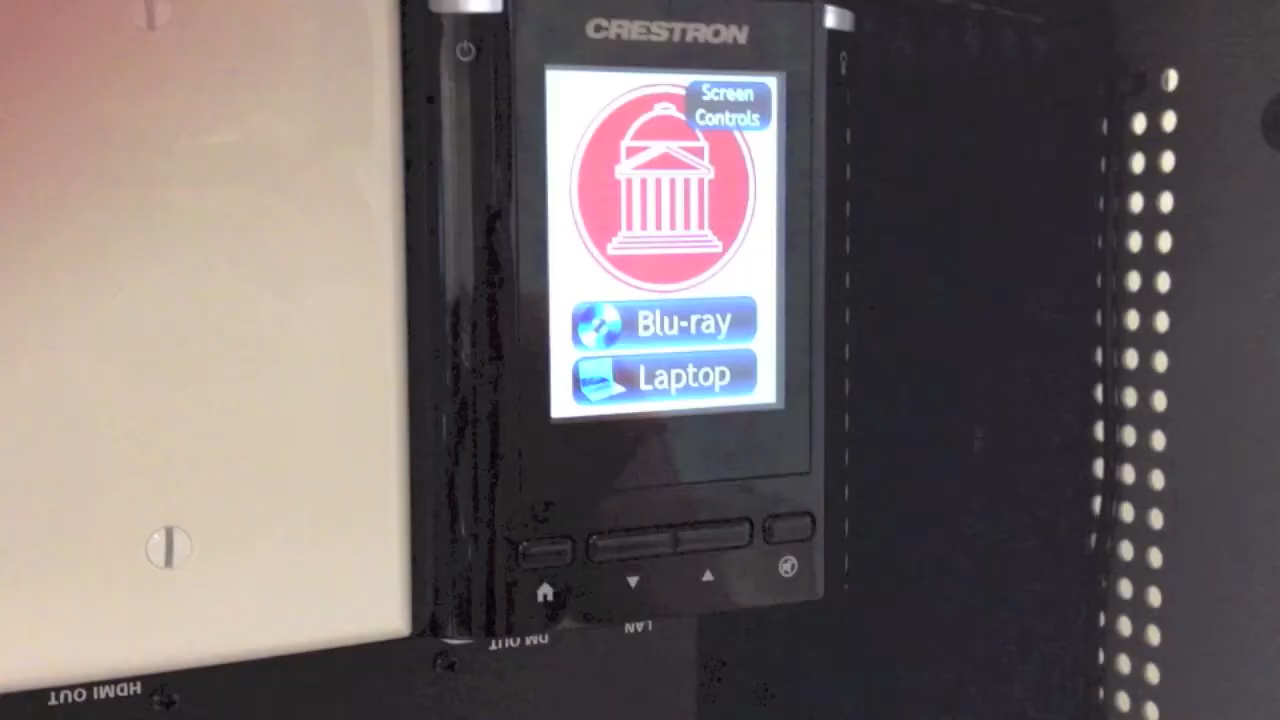 CRESTRON
Screen
Controls
Blu-ray
Laptop
LAN
DM OUT
HDMI OUT